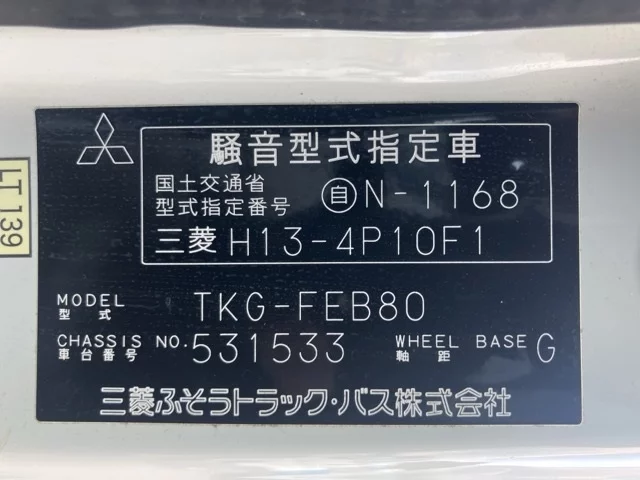 騒音型式指定車
国土交通省
型式指定番号 自 N-1168
三菱 H13-4P10F1
MODEL
型式 TKG-FEB80
CHASSIS NO. 531533 WHEEL BASE G
車台番号 軸距
三菱ふそうトラック・バス株式会社
LT 139